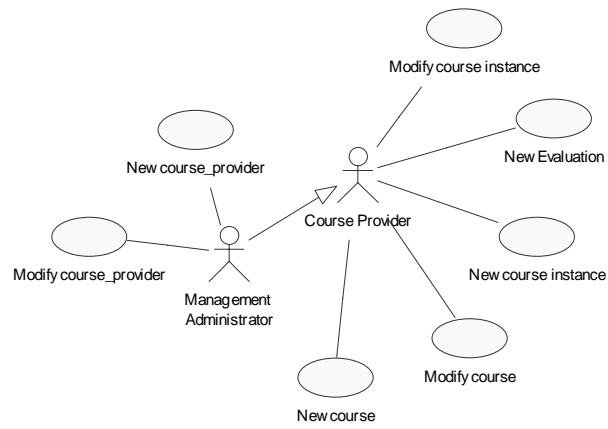 Modify course instance
New Evaluation
New course_provider
Course Provider
Modify course_provider
New course instance
Management
Administrator
Modify course
New course